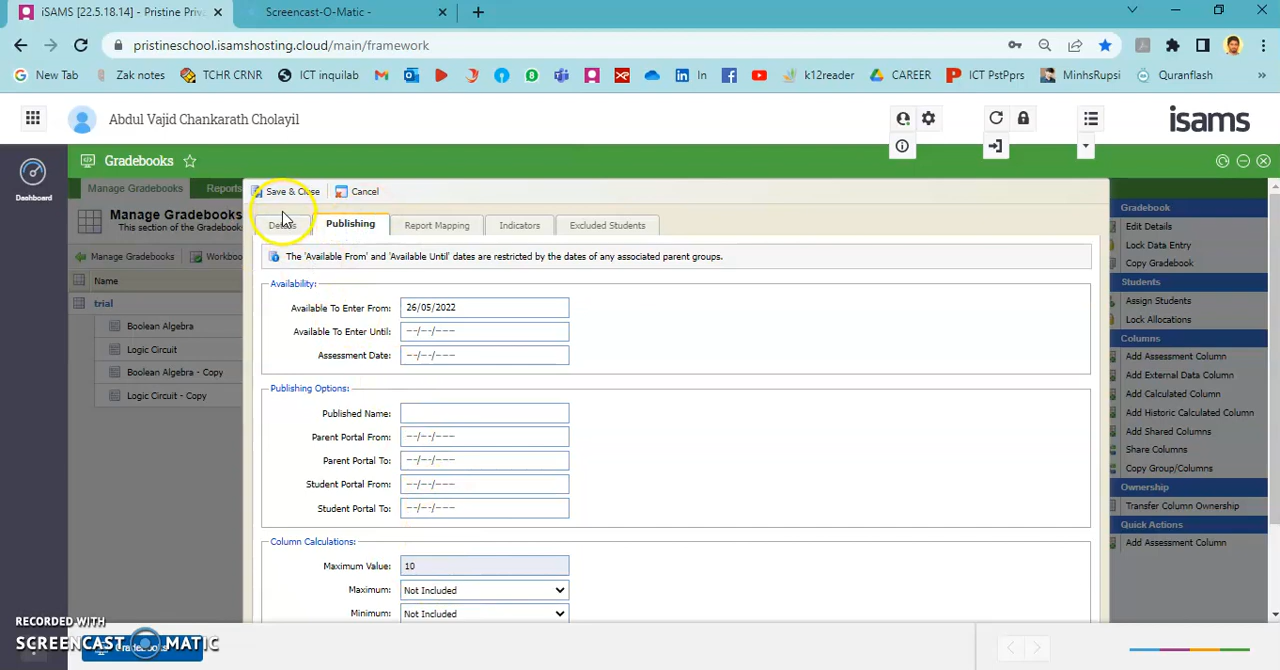 iSAMS [22.5.18.14] - Pristine Priv
Screencast-O-Matic -
pristineschool.isamshosting.cloud/main/framework
New Tab
Zak notes
TCHR CRNR
ICT inquilab
In
k12reader
CAREER
ICT PstPprs
MinhsRupsi
Quranflash
Abdul Vajid Chankarath Cholayil
isams
Gradebooks
Dashboard
Manage Gradebooks
Reports
Manage Gradebooks
This section of the Gradebooks
Manage Gradebooks
Workboo
Name
trial
Boolean Algebra
Logic Circuit
Boolean Algebra - Copy
Logic Circuit - Copy
Save & Close
Cancel
Details
Publishing
Report Mapping
Indicators
Excluded Students
The 'Available From' and 'Available Until' dates are restricted by the dates of any associated parent groups.
Availability:
Available To Enter From: 26/05/2022
Available To Enter Until: --/--/---
Assessment Date: --/--/---
Publishing Options:
Published Name:
Parent Portal From: --/--/---
Parent Portal To: --/--/---
Student Portal From: --/--/---
Student Portal To: --/--/---
Column Calculations:
Maximum Value: 10
Maximum: Not Included
Minimum: Not Included
Gradebook
Edit Details
Lock Data Entry
Copy Gradebook
Students
Assign Students
Lock Allocations
Columns
Add Assessment Column
Add External Data Column
Add Calculated Column
Add Historic Calculated Column
Add Shared Columns
Share Columns
Copy Group/Columns
Ownership
Transfer Column Ownership
Quick Actions
Add Assessment Column
RECORDED WITH
SCREENCAST MATIC